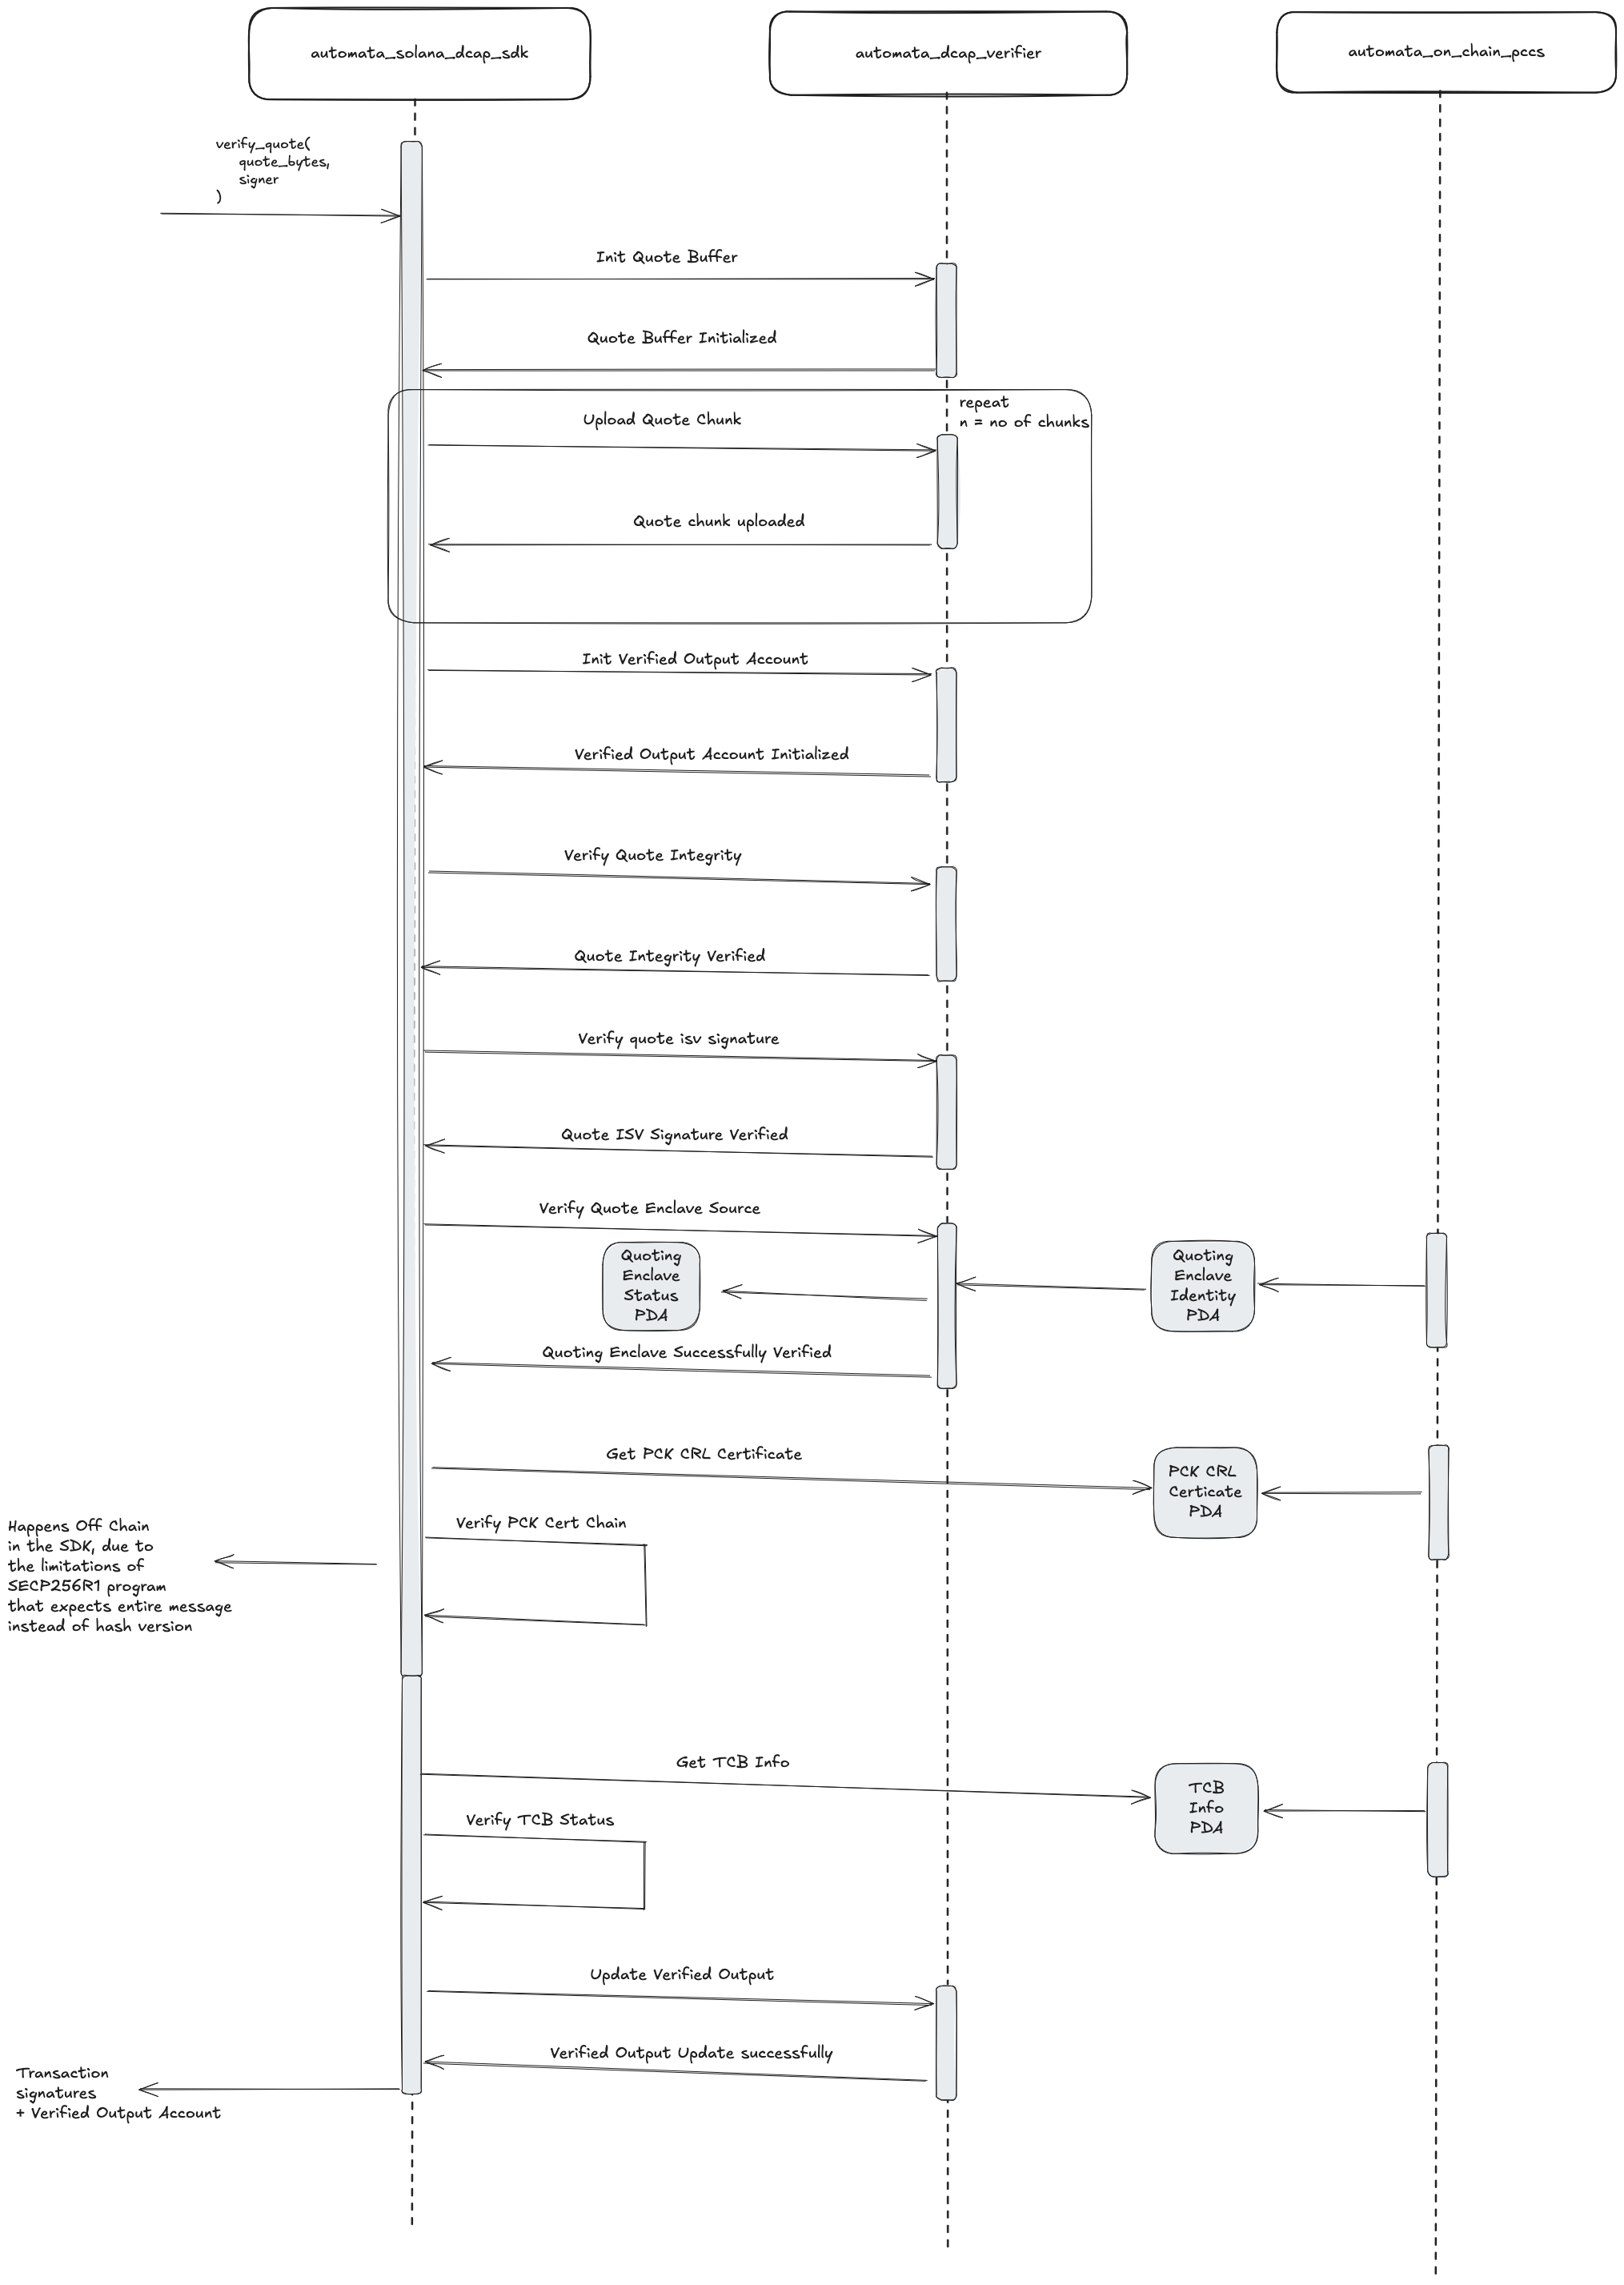 automata_solana_dcap_sdk
automata_dcap_verifier
automata_on_chain_pccs
verify_quote(
quote_bytes,
signer
)
Init Quote Buffer
Quote Buffer Initialized
repeat
n = no of chunks
Upload Quote Chunk
Quote chunk uploaded
Init Verified Output Account
Verified Output Account Initialized
Verify Quote Integrity
Quote Integrity Verified
Verify quote isv signature
Quote ISV Signature Verified
Verify Quote Enclave Source
Quoting
Enclave
Status
PDA
Quoting
Enclave
Identity
PDA
Quoting Enclave Successfully Verified
Get PCK CRL Certificate
PCK CRL
Certicate
PDA
Verify PCK Cert Chain
Happens Off Chain
in the SDK, due to
the limitations of
SECP256R1 program
that expects entire message
instead of hash version
Get TCB Info
TCB
Info
PDA
Verify TCB Status
Update Verified Output
Verified Output Update successfully
Transaction
signatures
+ Verified Output Account